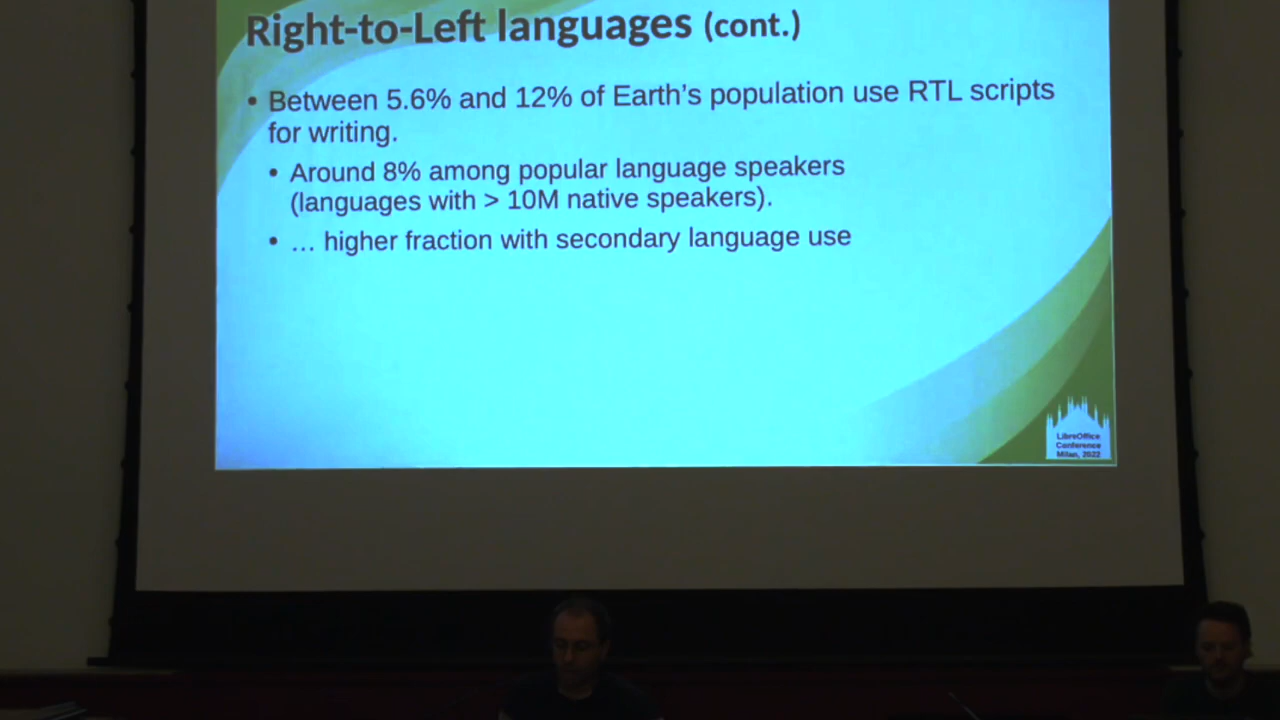 Right-to-Left languages (cont.)
• Between 5.6% and 12% of Earth's population use RTL scripts
for writing.
• Around 8% among popular language speakers
(languages with > 10M native speakers).
• … higher fraction with secondary language use
LibreOffice
Conference
Milan, 2022